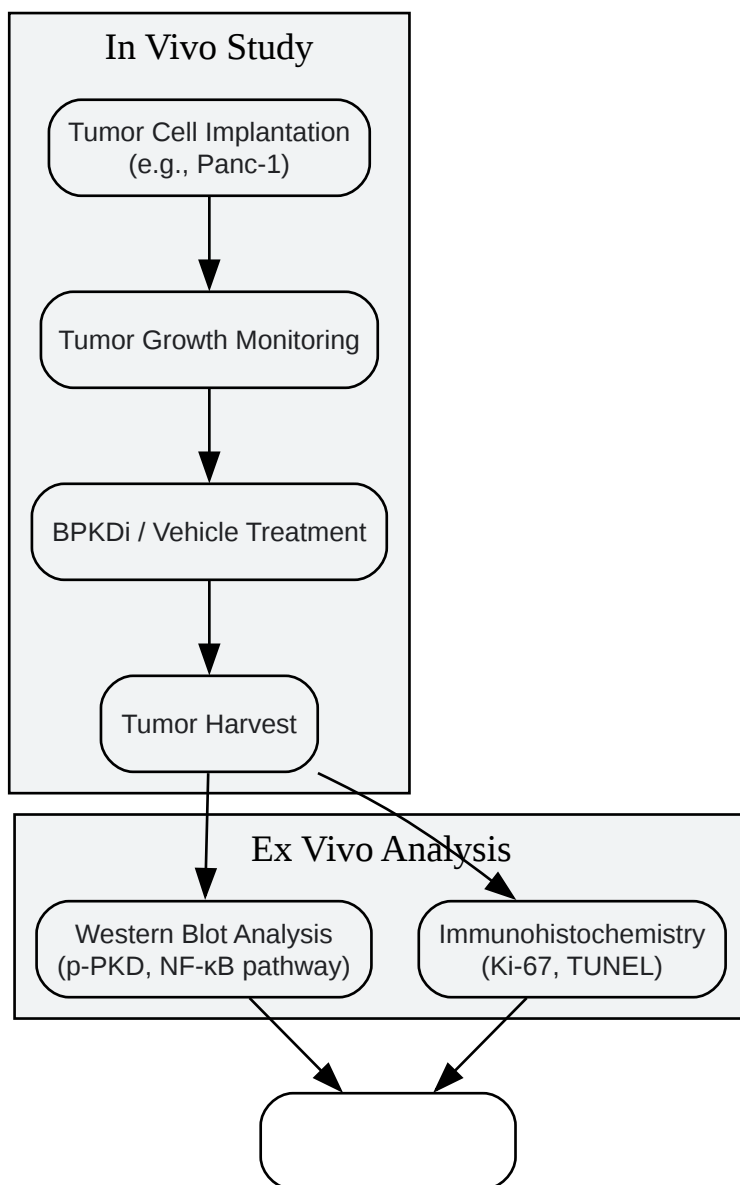 In Vivo Study
Tumor Cell Implantation
(e.g., Panc-1)
Tumor Growth Monitoring
BPKDi / Vehicle Treatment
Tumor Harvest
Ex Vivo Analysis
Western Blot Analysis
(p-PKD, NF-κB pathway)
Immunohistochemistry
(Ki-67, TUNEL)